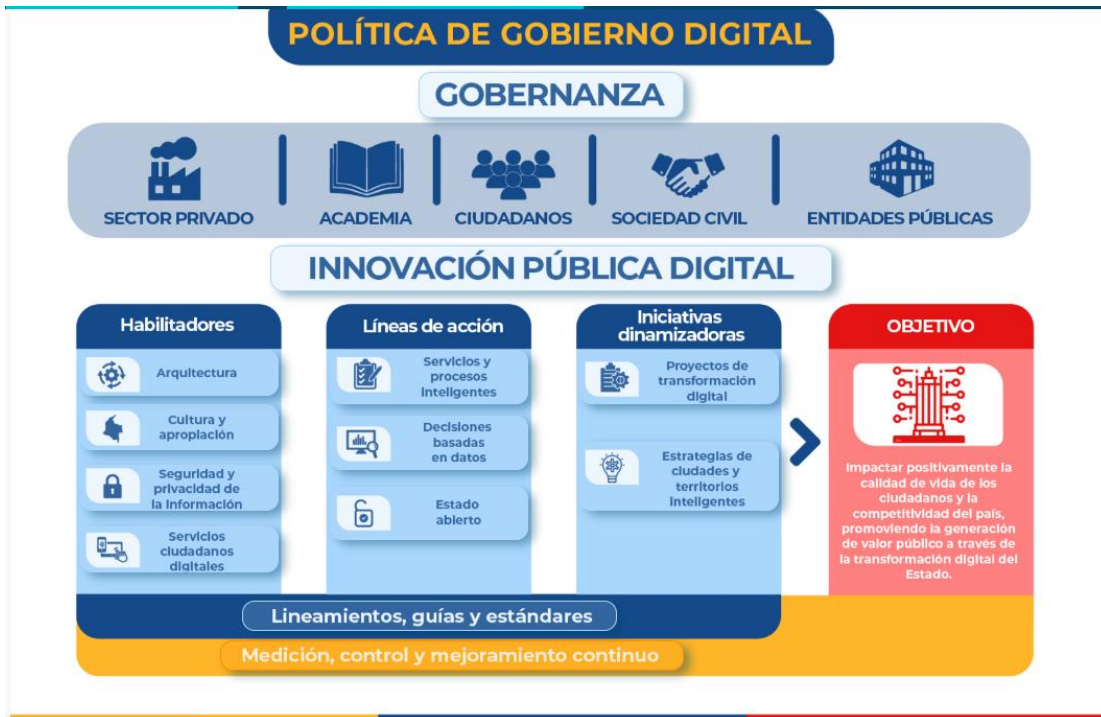 POLÍTICA DE GOBIERNO DIGITAL
GOBERNANZA
SECTOR PRIVADO
ACADEMIA
CIUDADANOS
SOCIEDAD CIVIL
ENTIDADES PÚBLICAS
INNOVACIÓN PÚBLICA DIGITAL
Habilitadores
Arquitectura
Cultura y
apropiación
Seguridad y
privacidad de
la información
Servicios
ciudadanos
digitales
Líneas de acción
Servicios y
procesos
inteligentes
Decisiones
basadas
en datos
Estado
abierto
Iniciativas
dinamizadoras
Proyectos de
transformación
digital
Estrategias de
ciudades y
territorios
inteligentes
OBJETIVO
Impactar positivamente la
calidad de vida de los
ciudadanos y la
competitividad del país,
promoviendo la generación
de valor público a través de
la transformación digital del
Estado.
Lineamientos, guías y estándares
Medición, control y mejoramiento continuo